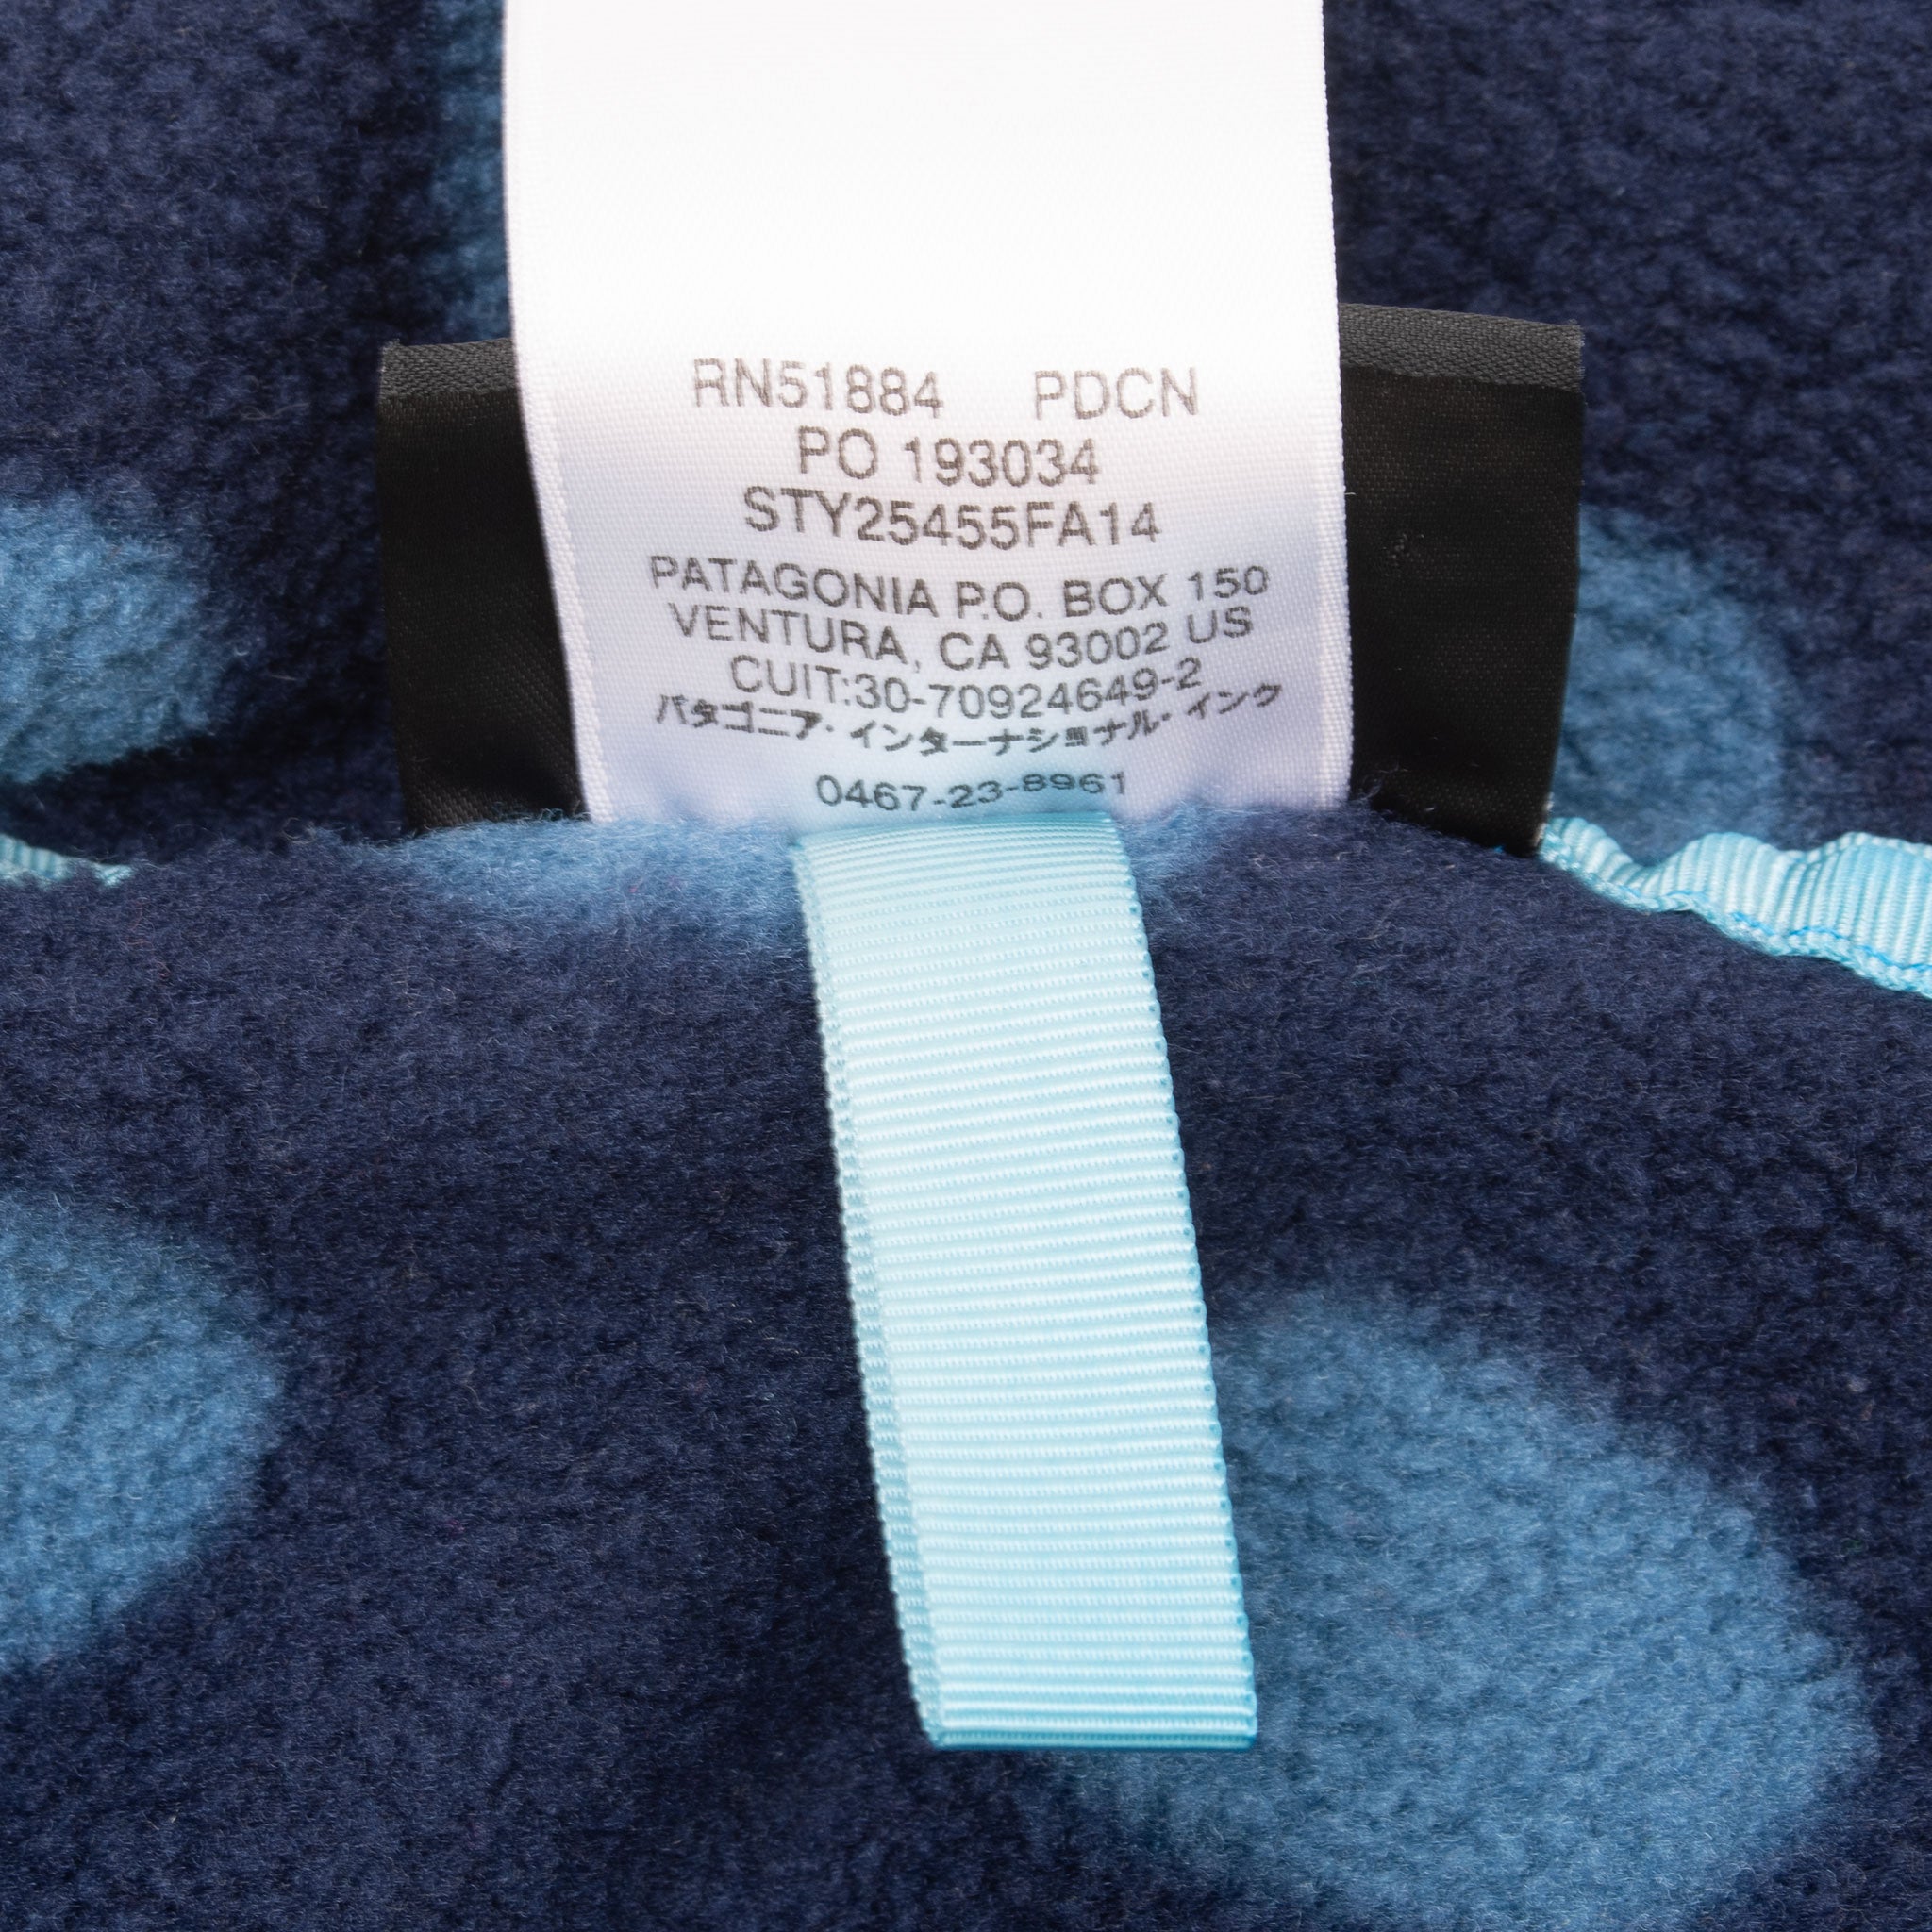 RN51884 PDCN
PO 193034
STY25455FA14
PATAGONIA P.O. BOX 150
VENTURA, CA 93002 US
CUIT:30-70924649-2
パタゴニア・インターナショナル・インク
0467-23-8961